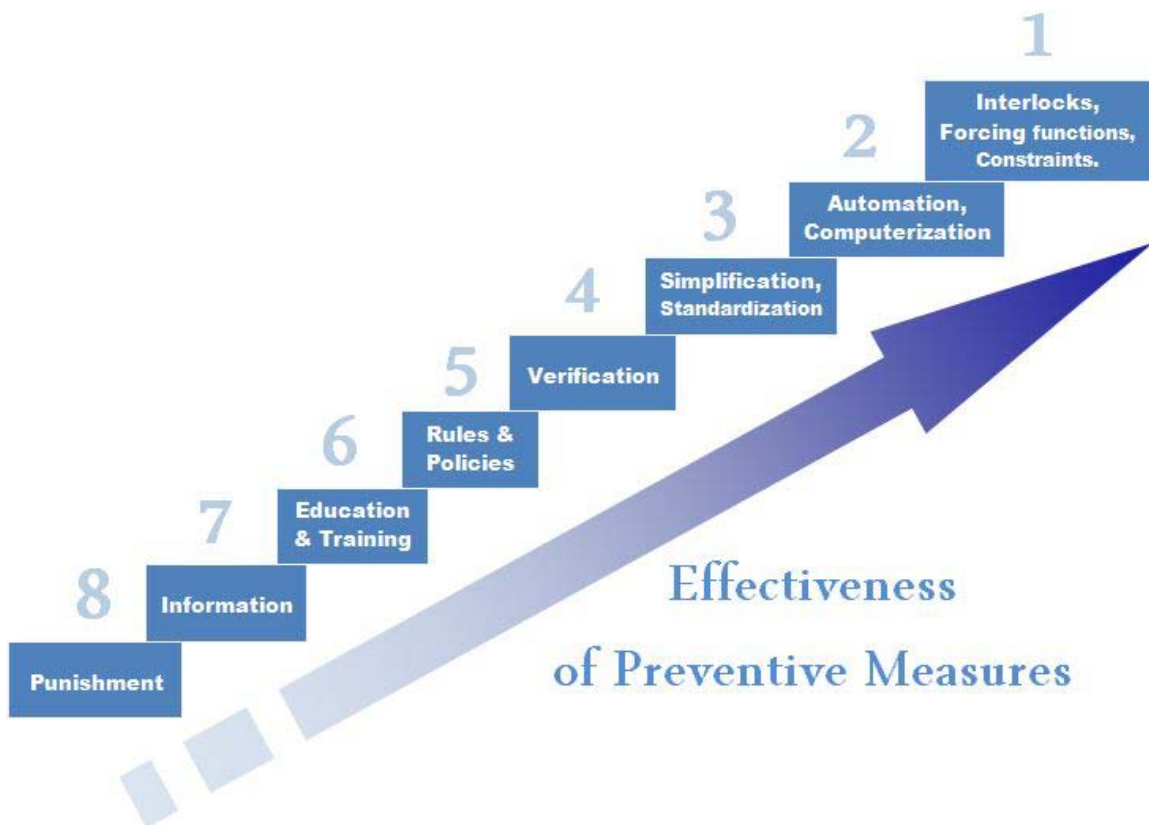 1
Interlocks,
Forcing functions,
Constraints.
2
Automation,
Computerization
3
Simplification,
Standardization
4
Verification
5
Rules &
Policies
6
Education
& Training
7
Information
8
Punishment
Effectiveness
of Preventive Measures